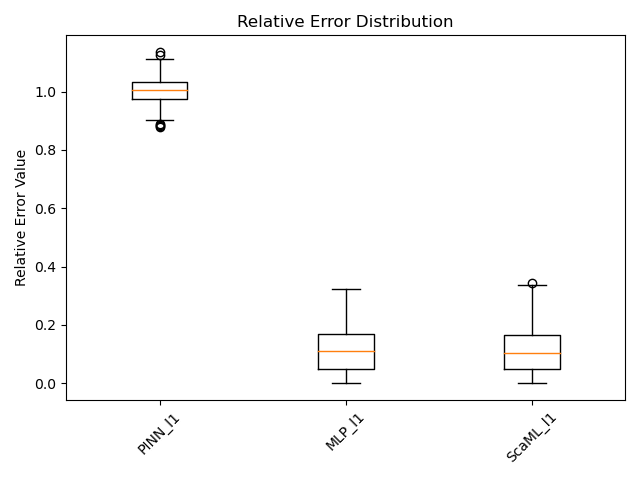 Relative Error Distribution
Relative Error Value
1.0
0.8
0.6
0.4
0.2
0.0
PINN_l1
MLP_l1
ScaML_l1